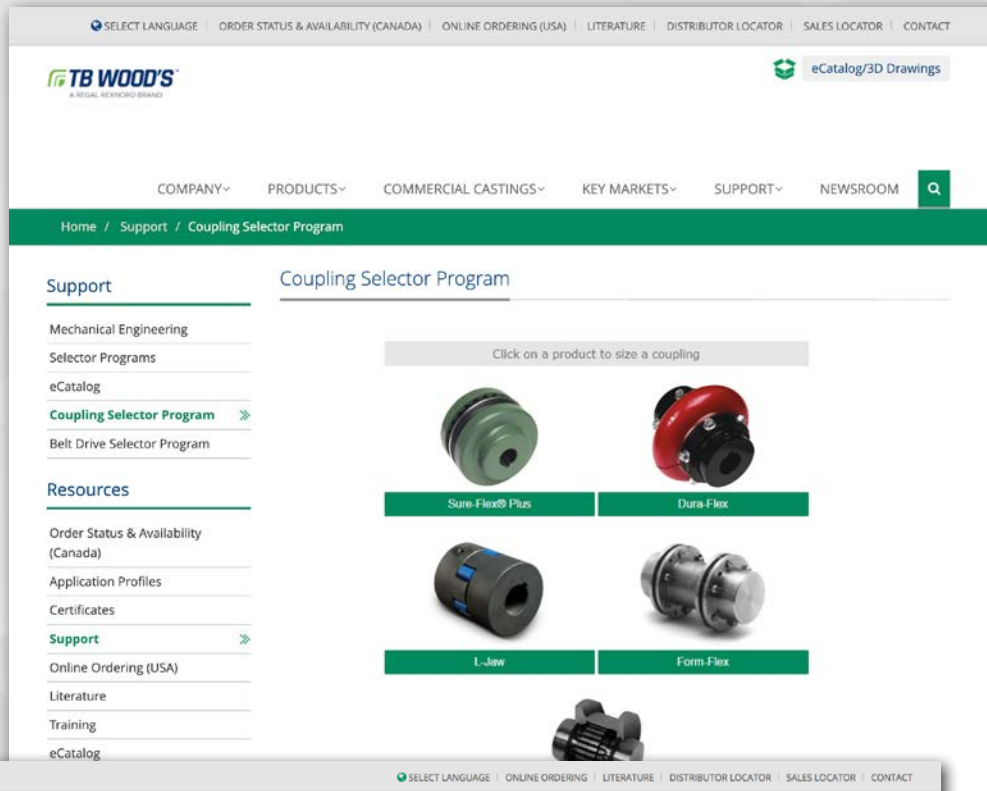 SELECT LANGUAGE | ORDER STATUS & AVAILABILITY (CANADA) | ONLINE ORDERING (USA) | LITERATURE | DISTRIBUTOR LOCATOR | SALES LOCATOR | CONTACT
TB WOOD'S
A REGAL REXNORD BRAND
eCatalog/3D Drawings
COMPANY PRODUCTS COMMERCIAL CASTINGS KEY MARKETS SUPPORT NEWSROOM
Home / Support / Coupling Selector Program
Support
Mechanical Engineering
Selector Programs
eCatalog
Coupling Selector Program
Belt Drive Selector Program
Resources
Order Status & Availability
(Canada)
Application Profiles
Certificates
Support
Online Ordering (USA)
Literature
Training
eCatalog
Coupling Selector Program
Click on a product to size a coupling
Sure-Flex® Plus Dura-Flex
L-Jaw Form-Flex
SELECT LANGUAGE | ONLINE ORDERING | LITERATURE | DISTRIBUTOR LOCATOR | SALES LOCATOR | CONTACT